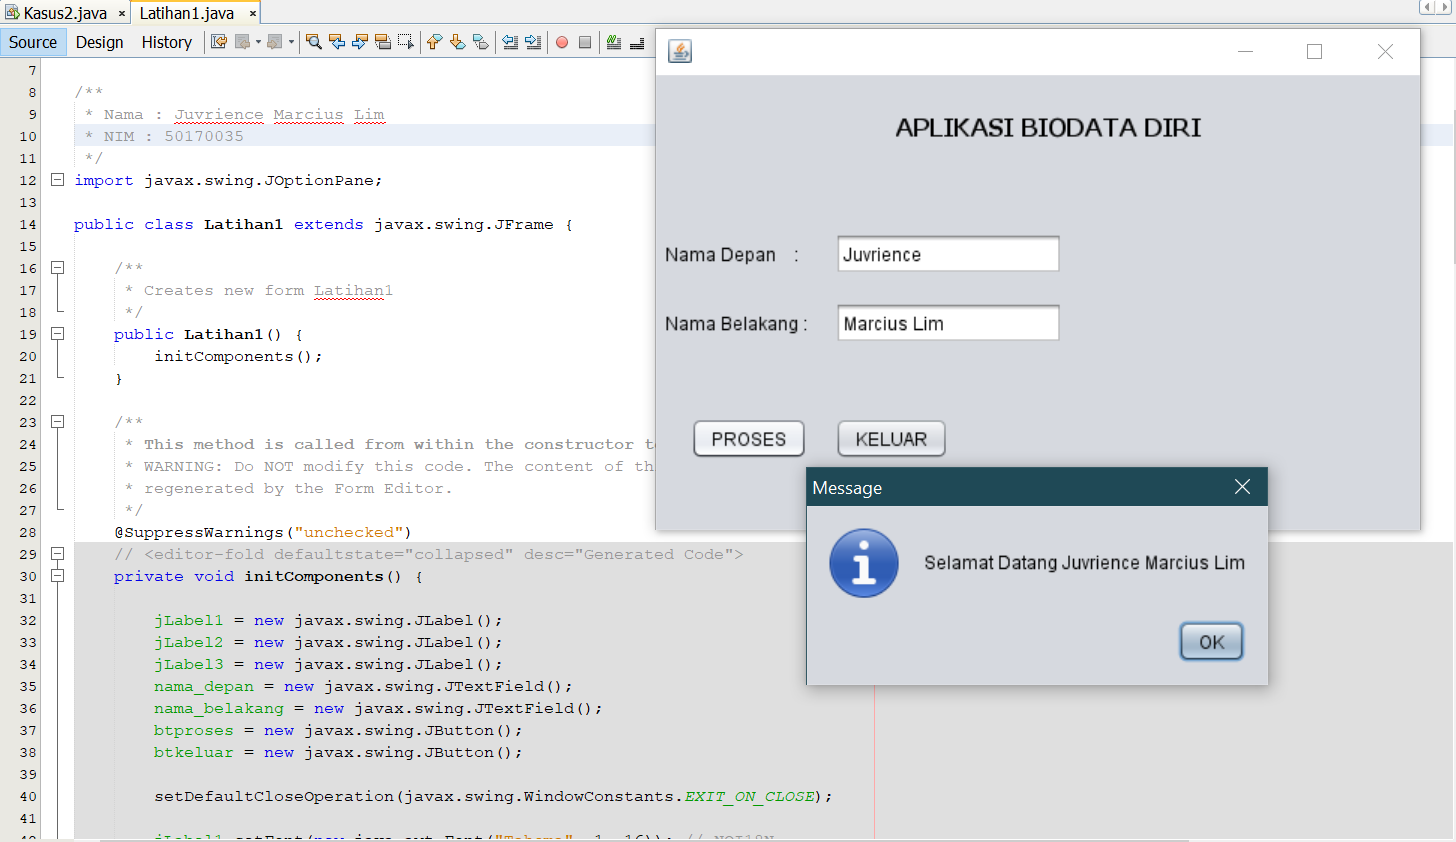 Kasus2.java × Latihan1.java ×
Source Design History
7
8 /**
9 * Nama : Juvrience Marcius Lim
10 * NIM : 50170035
11 */
12 import javax.swing.JOptionPane;
13
14 public class Latihan1 extends javax.swing.JFrame {
15
16 /**
17 * Creates new form Latihan1
18 */
19 public Latihan1() {
20 initComponents();
21 }
22
23 /**
24 * This method is called from within the constructor
25 * WARNING: Do NOT modify this code. The content of
26 * regenerated by the Form Editor.
27 */
28 @SuppressWarnings("unchecked")
29 // <editor-fold defaultstate="collapsed" desc="Generated Code">
30 private void initComponents() {
31
32 jLabel1 = new javax.swing.JLabel();
33 jLabel2 = new javax.swing.JLabel();
34 jLabel3 = new javax.swing.JLabel();
35 nama_depan = new javax.swing.JTextField();
36 nama_belakang = new javax.swing.JTextField();
37 btproses = new javax.swing.JButton();
38 btkeluar = new javax.swing.JButton();
39
40 setDefaultCloseOperation(javax.swing.WindowConstants.EXIT_ON_CLOSE);
41
APLIKASI BIODATA DIRI
Nama Depan : Juvrience
Nama Belakang : Marcius Lim
PROSES KELUAR
Message
Selamat Datang Juvrience Marcius Lim
OK